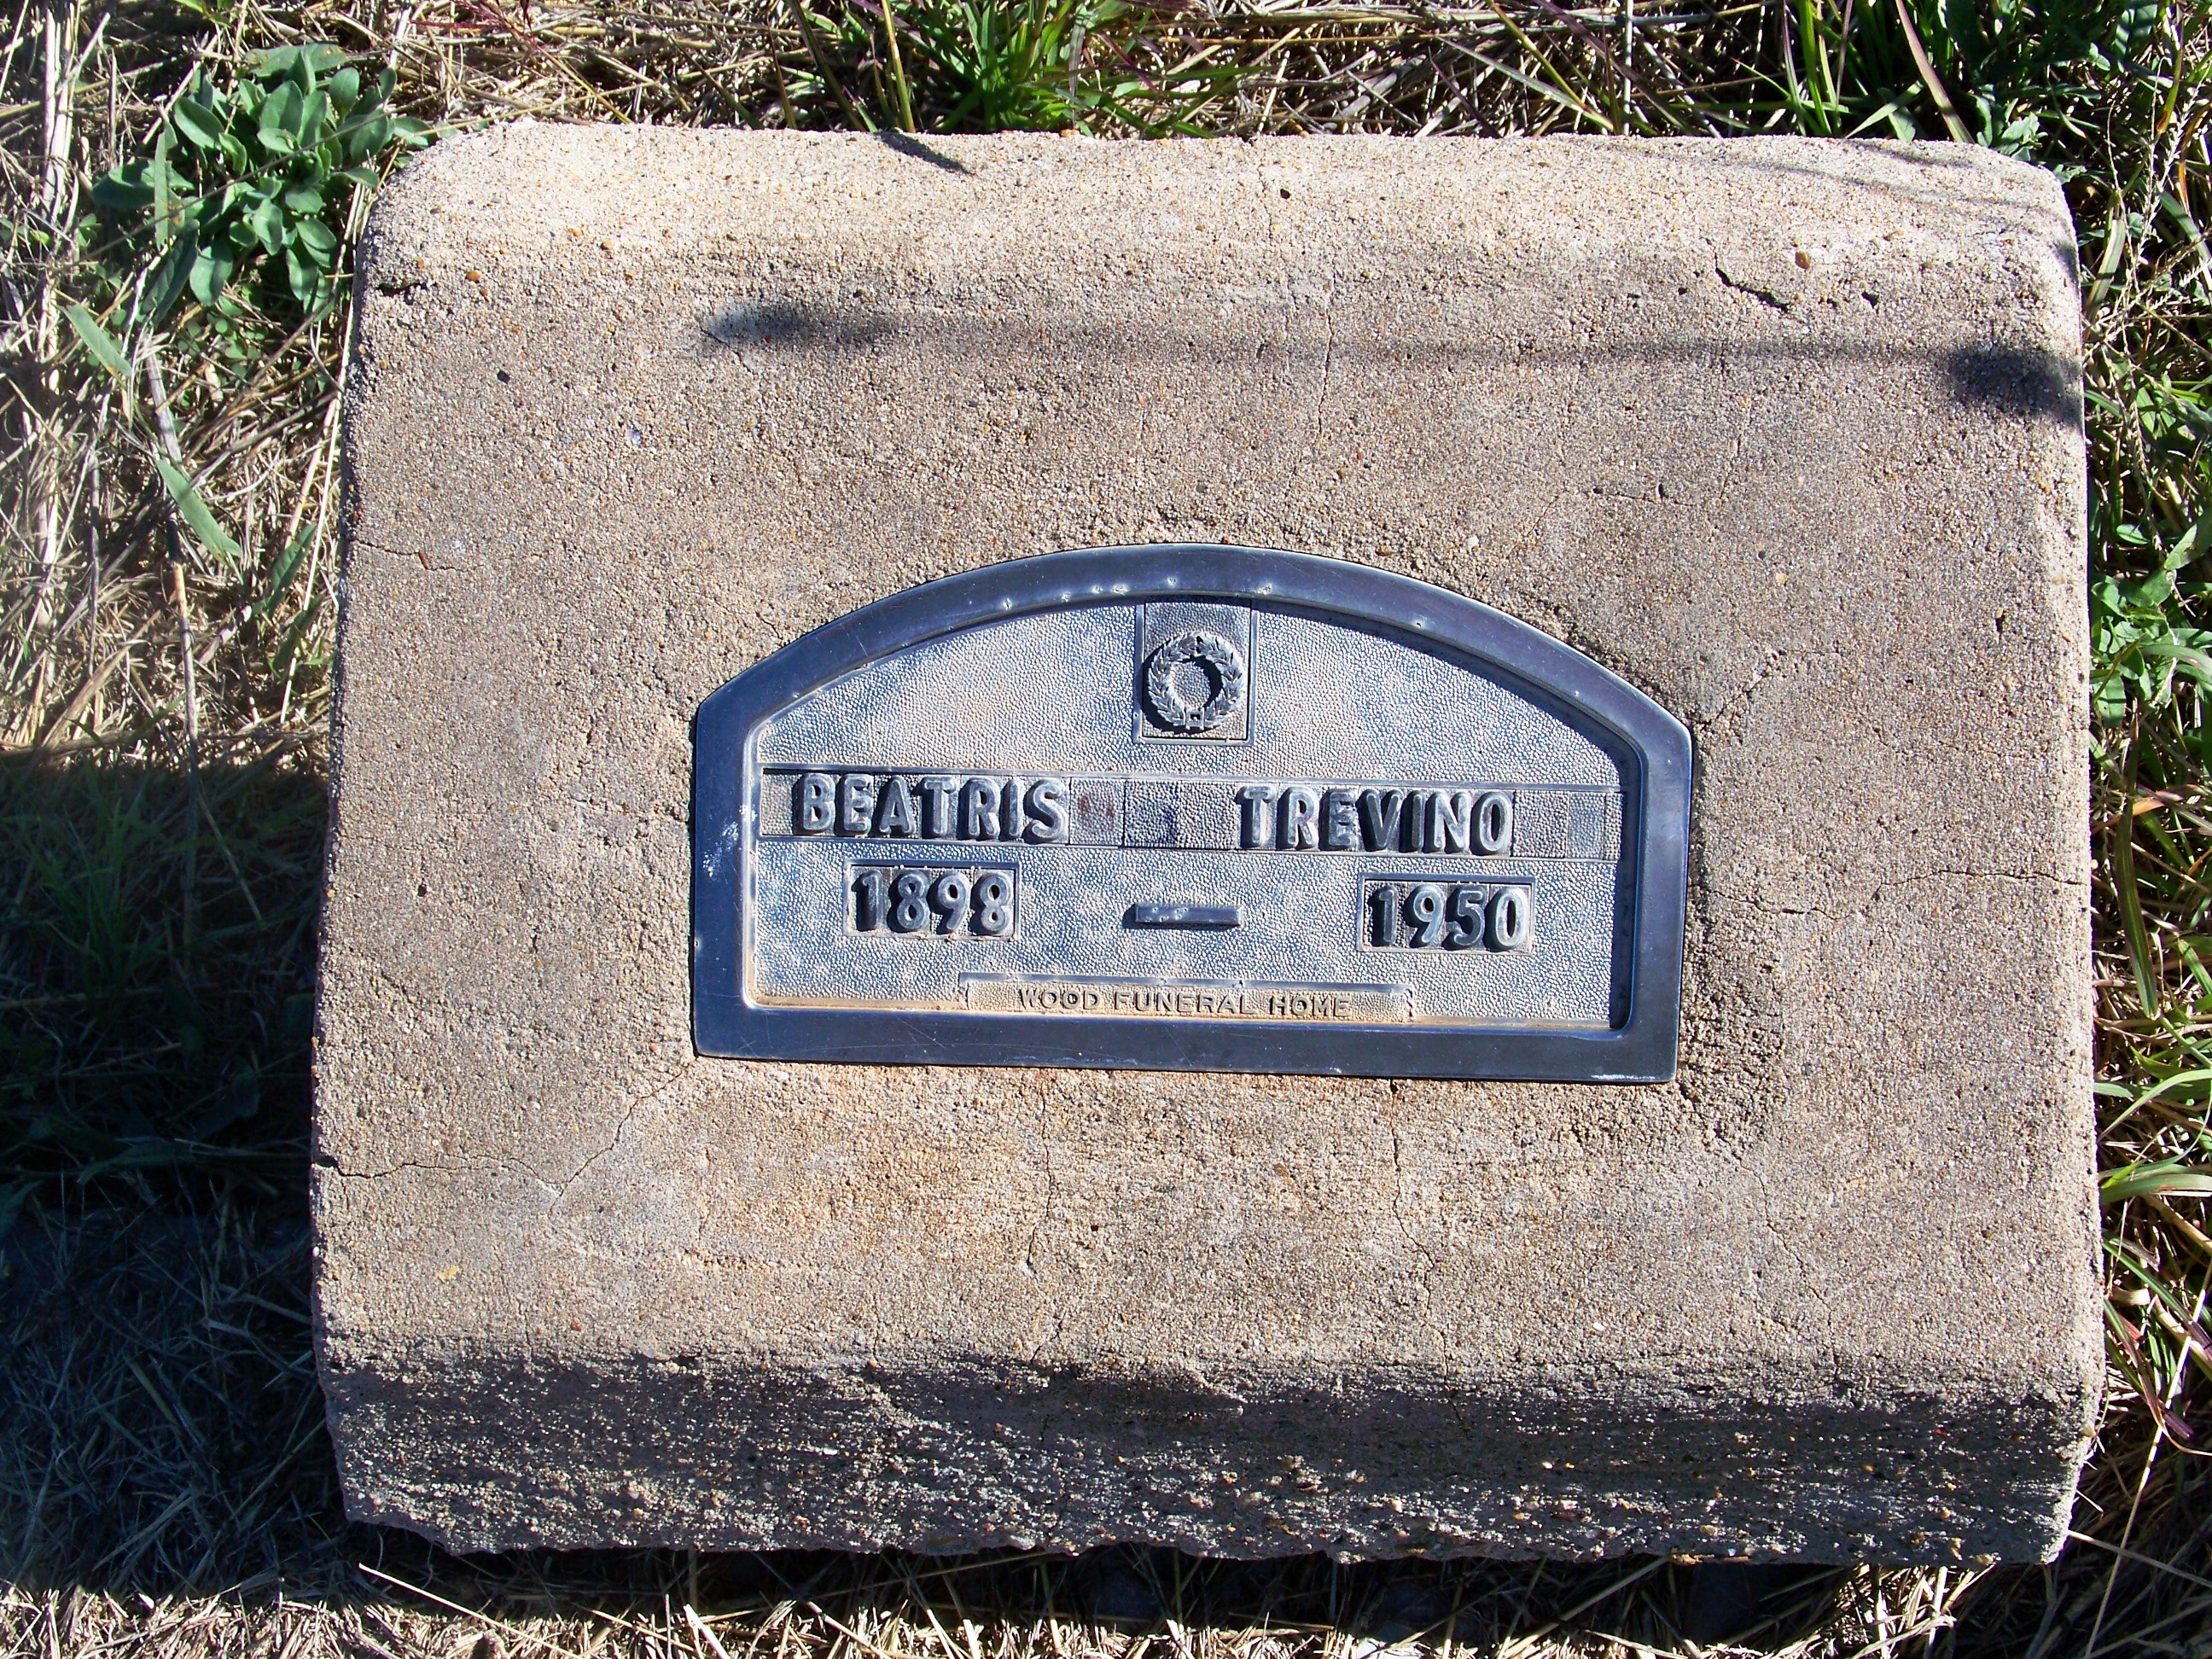 BEATRIS TREVINO
1898 — 1950
WOOD FUNERAL HOME